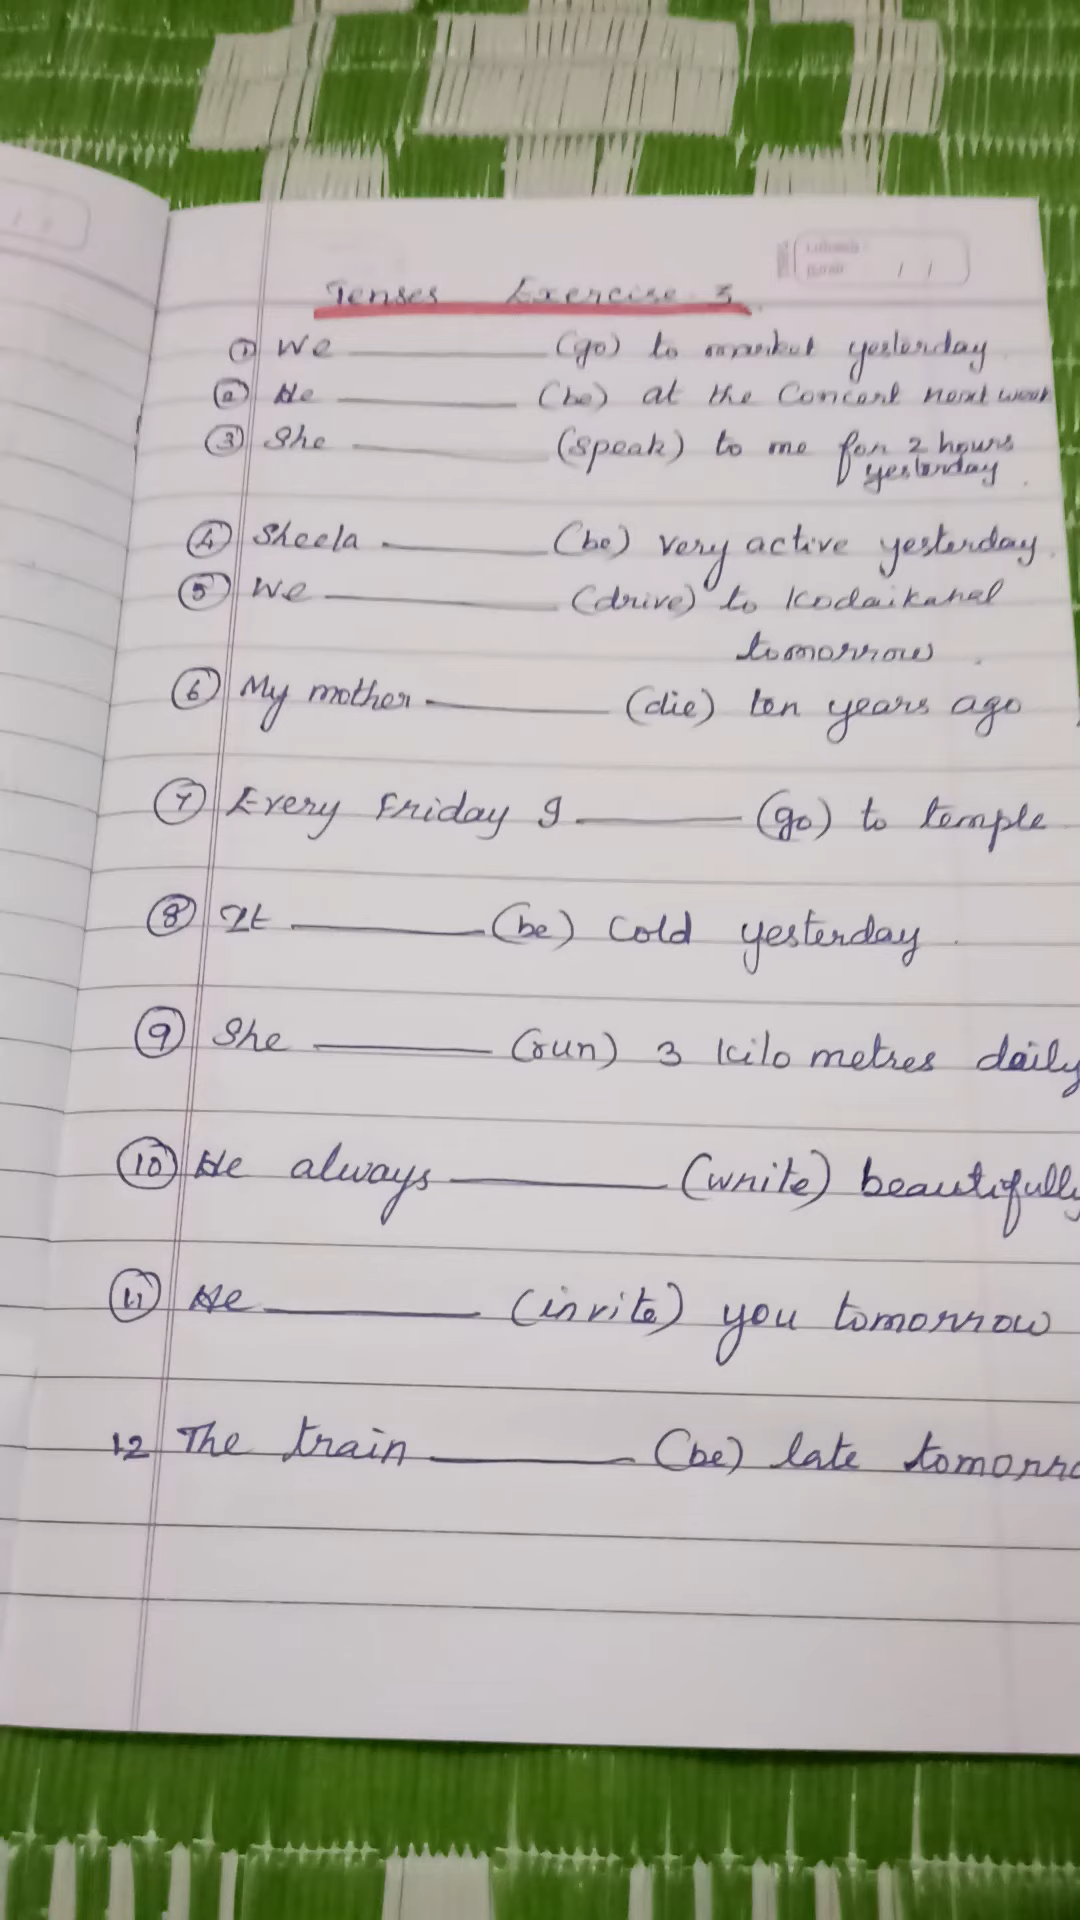 Tenses Exercise 3
① We ________ (go) to market yesterday
② He ________ (be) at the Concert next week
③ She ________ (speak) to me for 2 hours
yesterday.
④ Sheela ________ (be) very active yesterday.
⑤ We ________ (drive) to Kodaikanal
tomorrow.
⑥ My mother ________ (die) ten years ago
⑦ Every Friday I ________ (go) to temple
⑧ It ________ (be) cold yesterday.
⑨ She ________ (run) 3 kilo metres daily
⑩ He always ________ (write) beautifully
⑪ He ________ (invite) you tomorrow
12 The train ________ (be) late tomorro